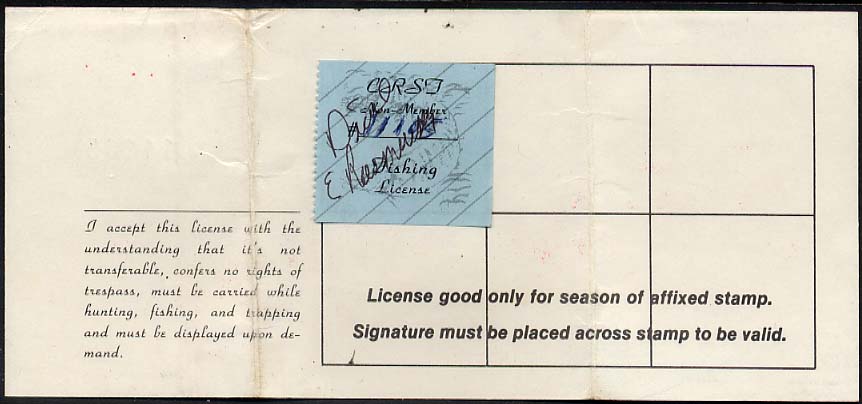 CRST
Non-Member
Fishing
License
I accept this license with the
understanding that it's not
transferable, confers no rights of
trespass, must be carried while
hunting, fishing, and trapping
and must be displayed upon de-
mand.
License good only for season of affixed stamp.
Signature must be placed across stamp to be valid.